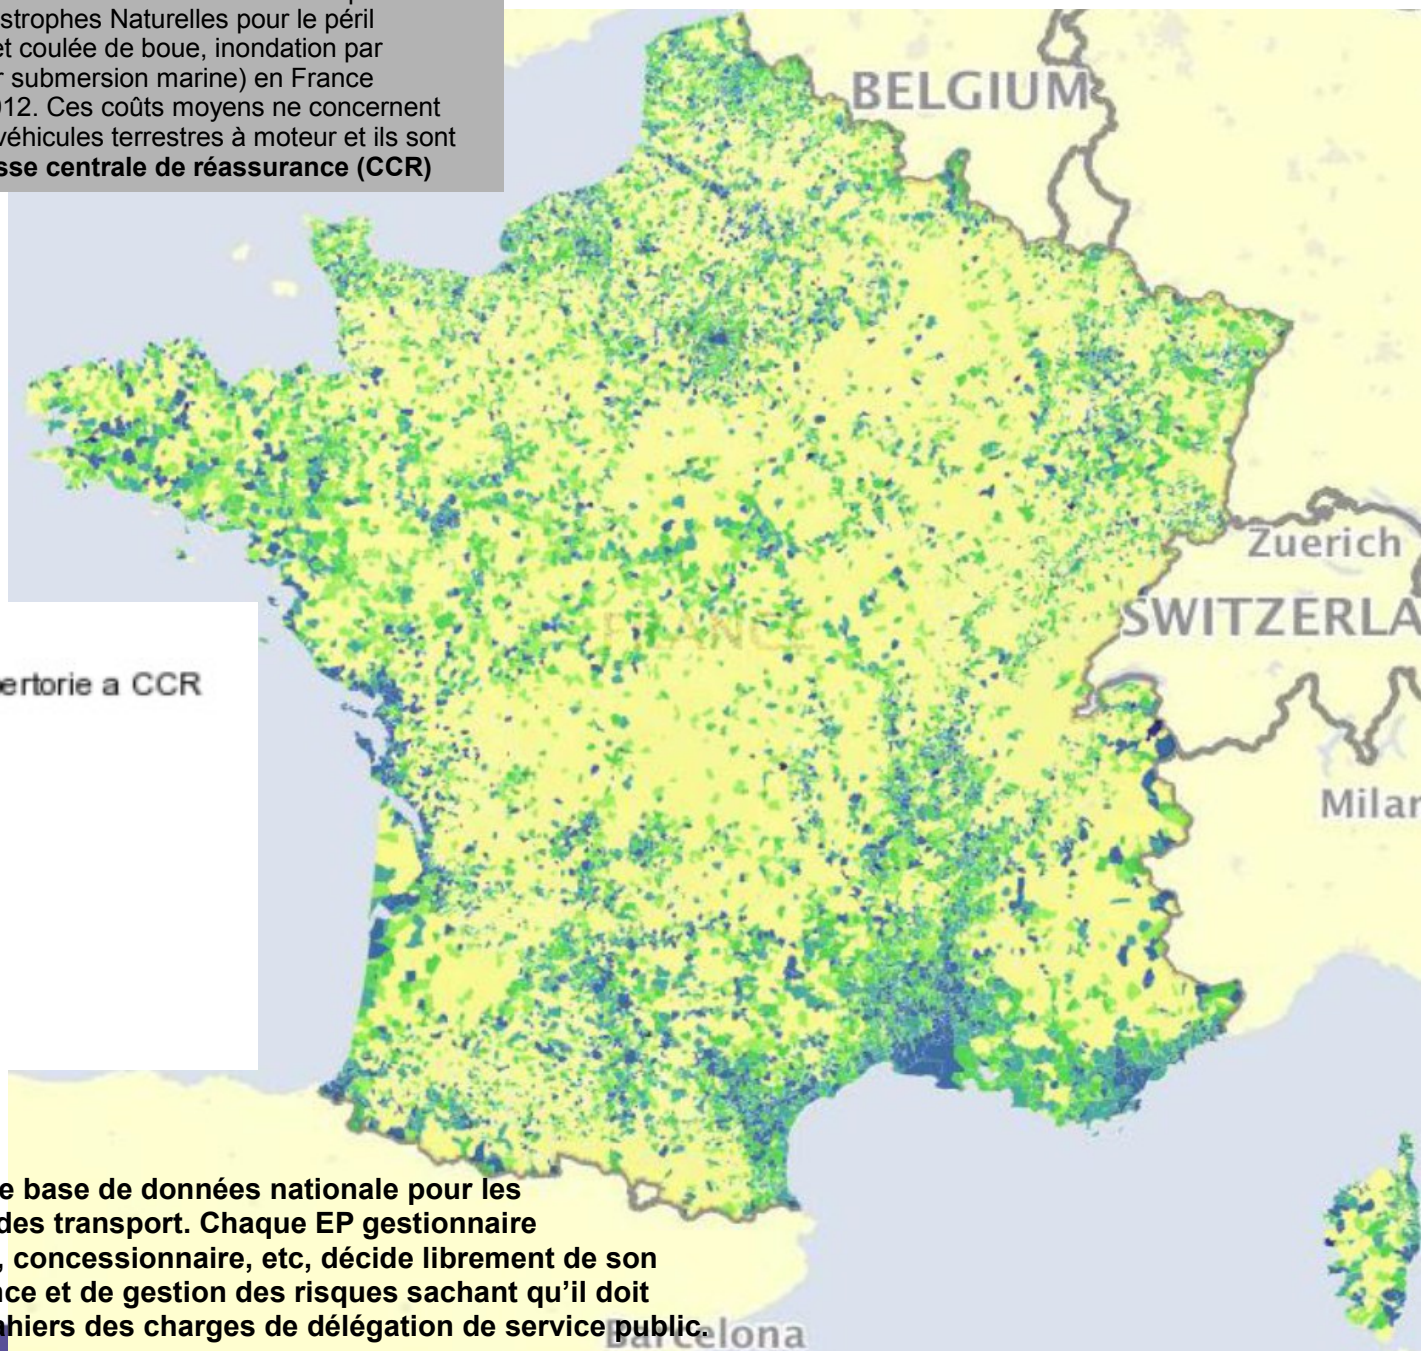 strophes Naturelles pour le péril
et coulée de boue, inondation par
r submersion marine) en France
012. Ces coûts moyens ne concernent
véhicules terrestres à moteur et ils sont
sse centrale de réassurance (CCR)
BELGIUM
Zuerich
FRANCE
SWITZERLA
ertorie a CCR
Milar
e base de données nationale pour les
des transport. Chaque EP gestionnaire
, concessionnaire, etc, décide librement de son
nce et de gestion des risques sachant qu’il doit
ahiers des charges de délégation de service public.
Barcelona